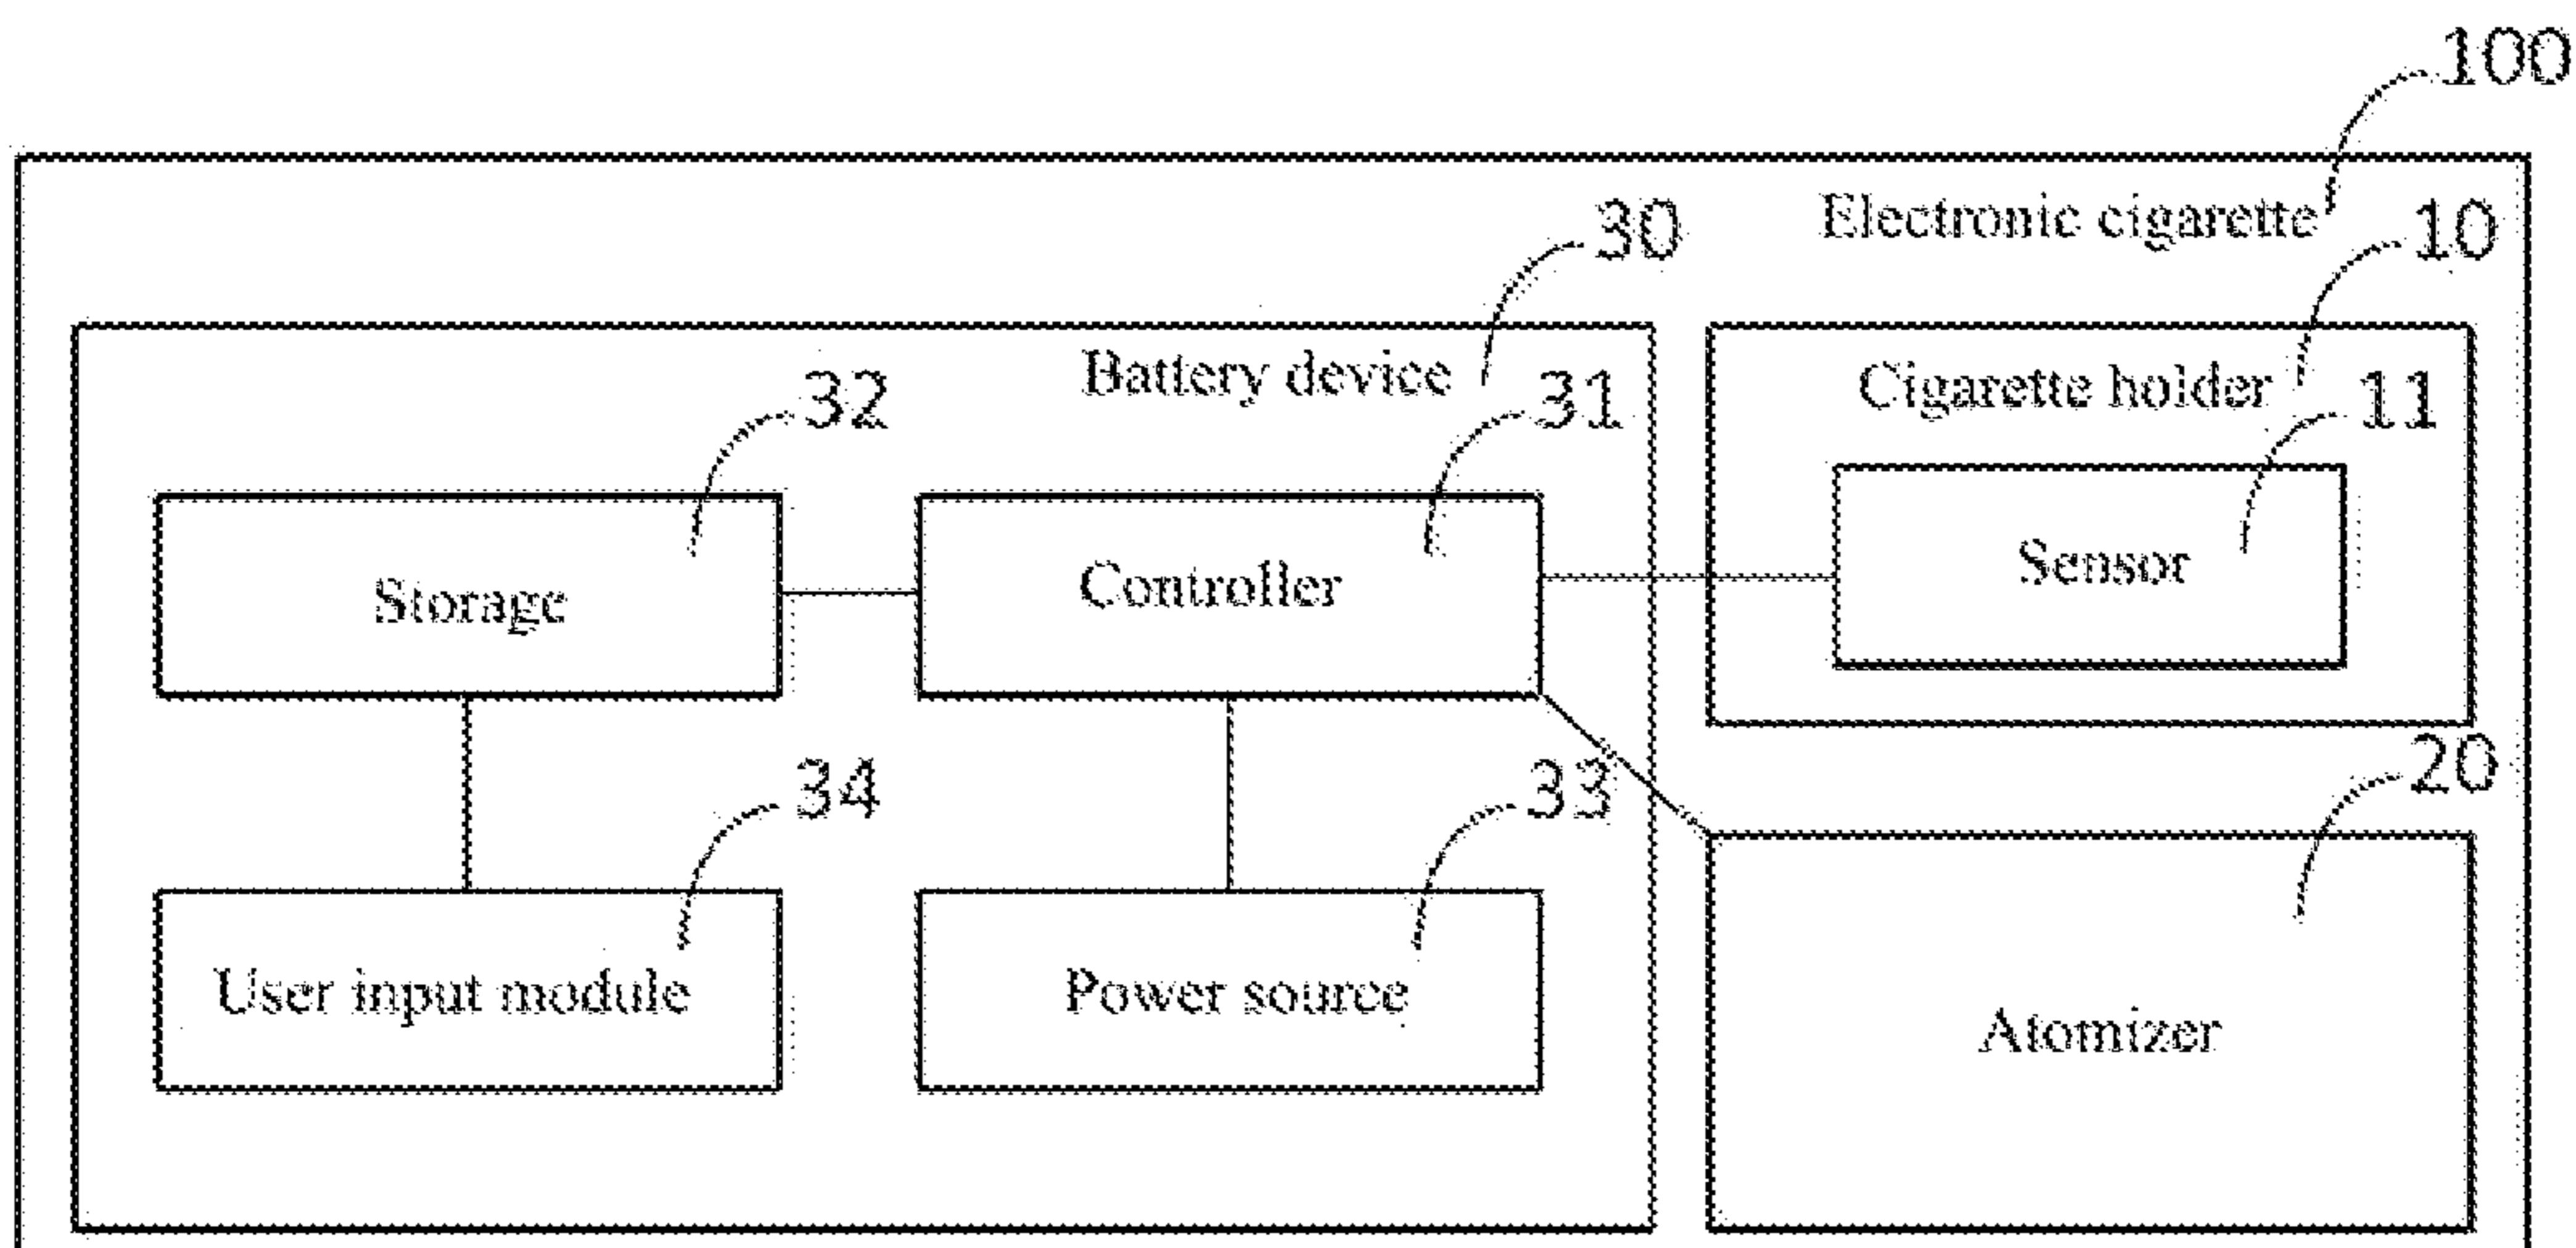 100
Electronic cigarette
30
10
Battery device
Cigarette holder
32
31
11
Storage
Controller
Sensor
34
33
20
User input module
Power source
Atomizer